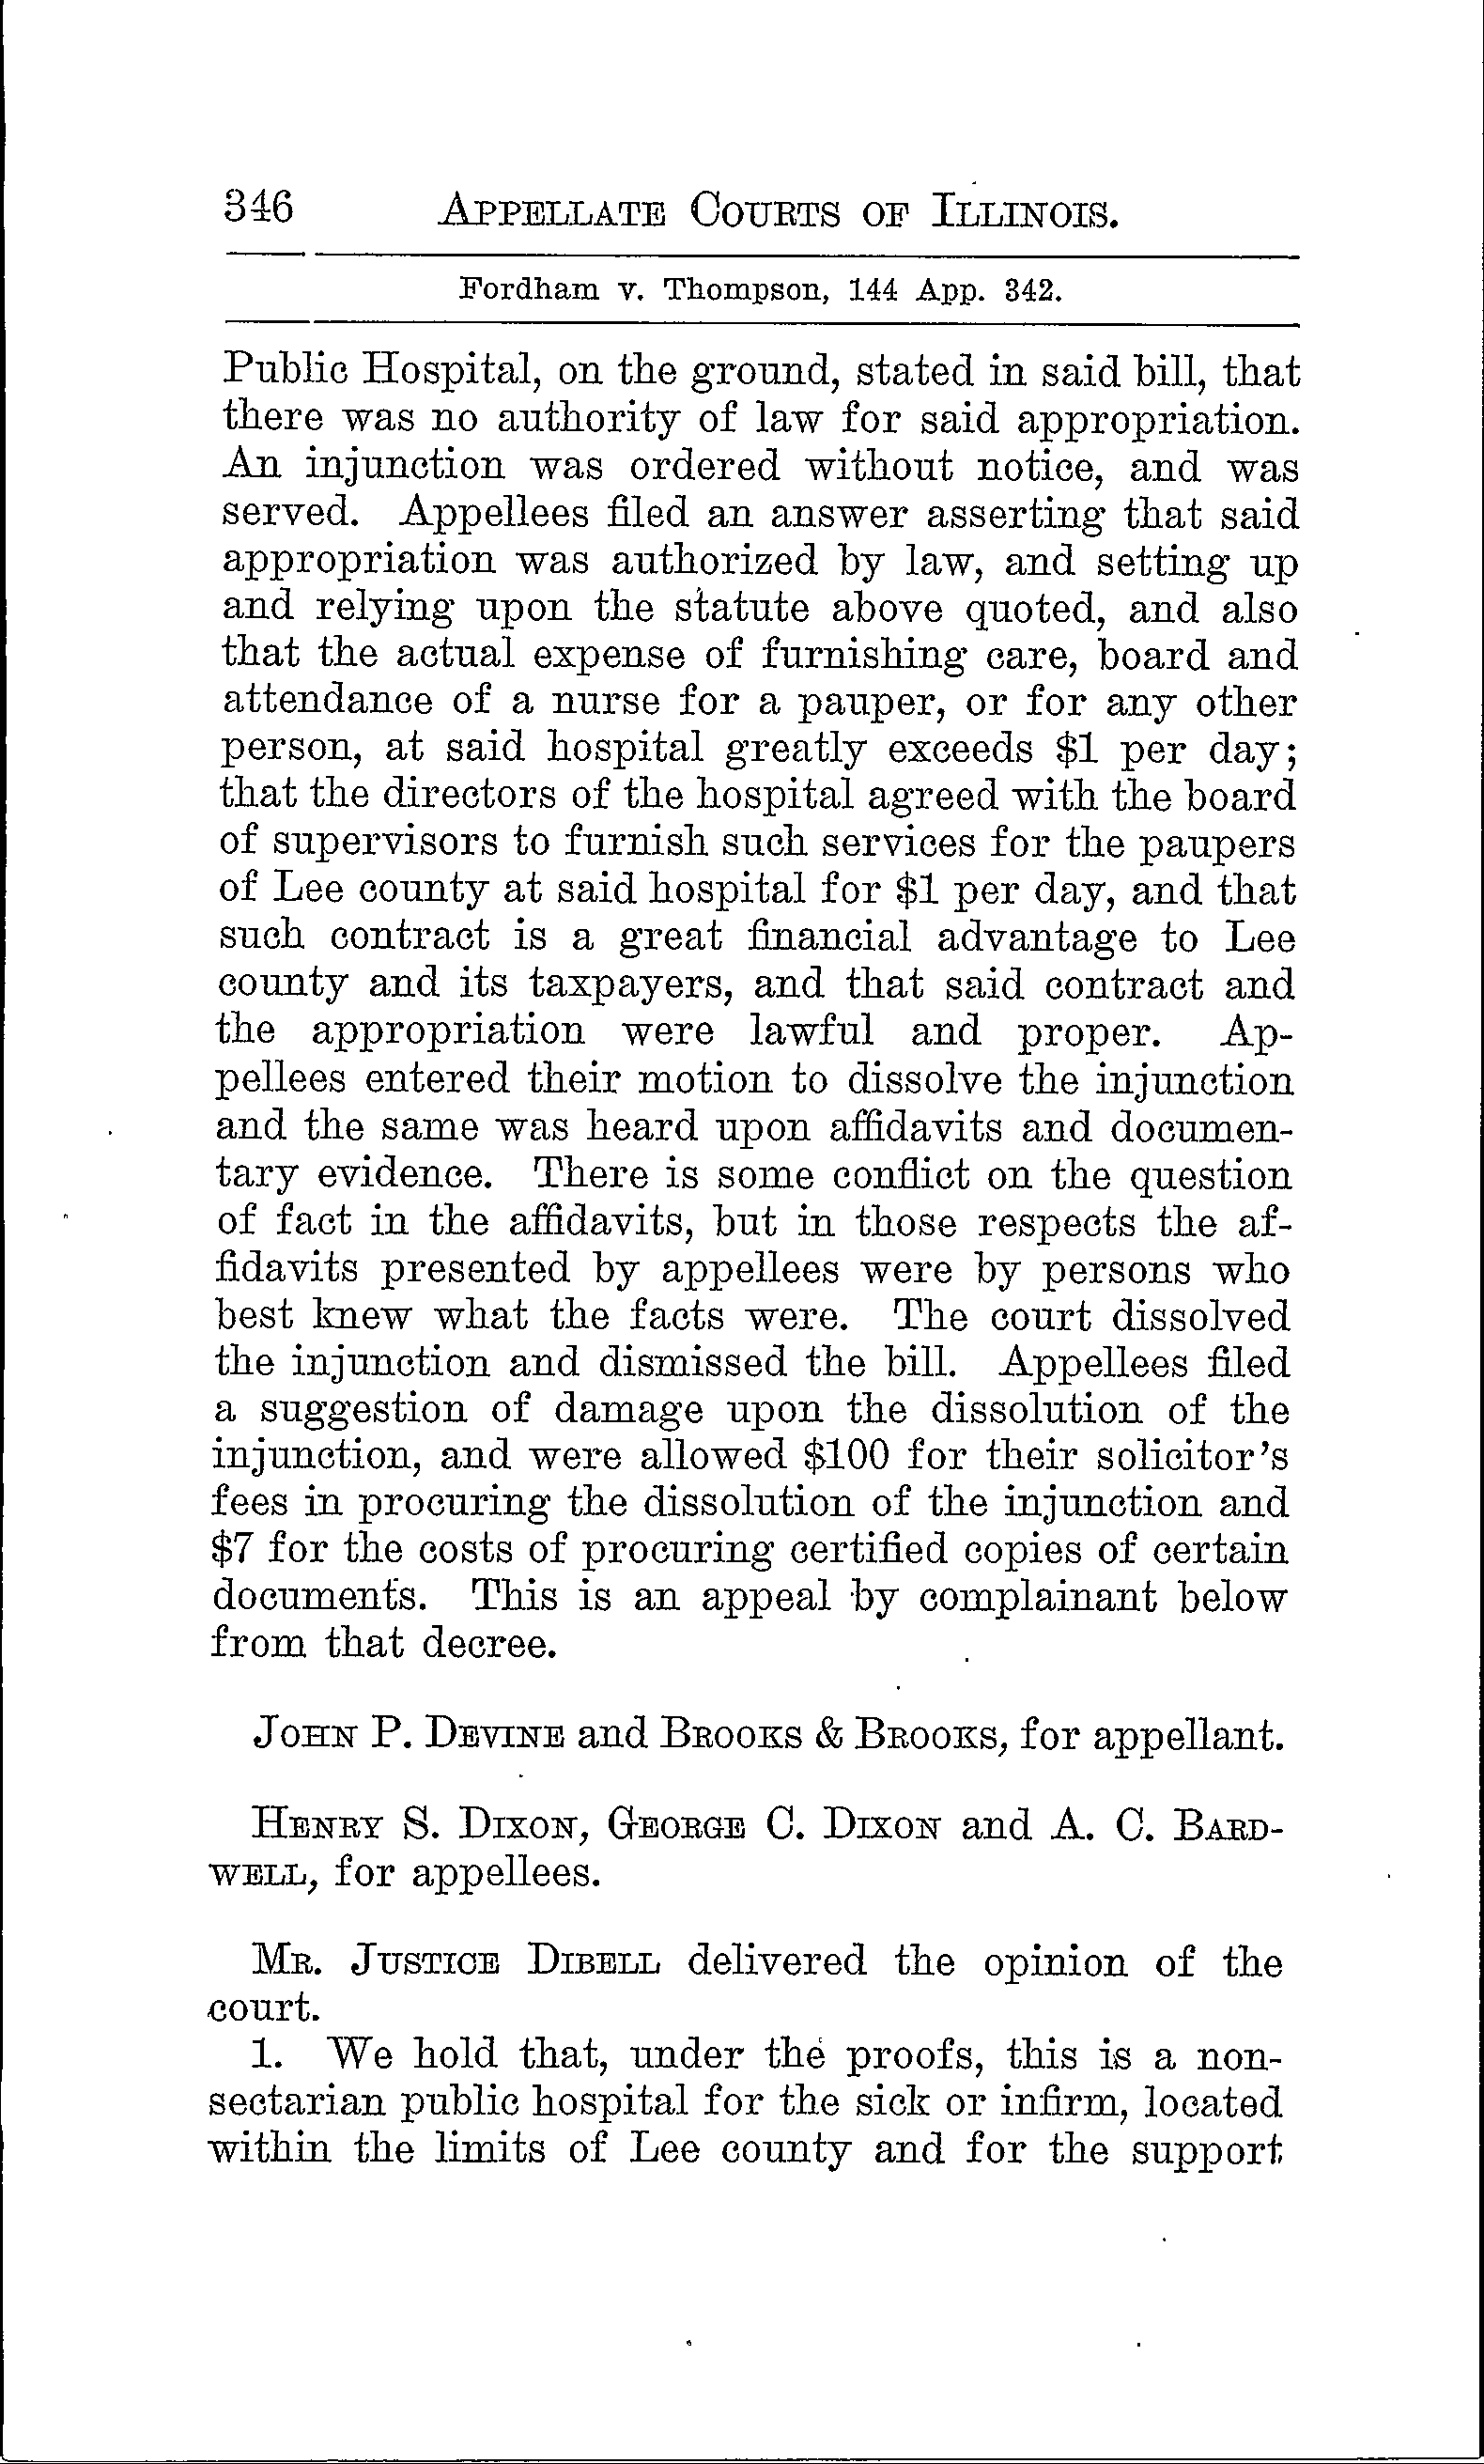 346 APPELLATE COURTS OF ILLINOIS.
Fordham v. Thompson, 144 App. 342.
Public Hospital, on the ground, stated in said bill, that
there was no authority of law for said appropriation.
An injunction was ordered without notice, and was
served. Appellees filed an answer asserting that said
appropriation was authorized by law, and setting up
and relying upon the statute above quoted, and also
that the actual expense of furnishing care, board and
attendance of a nurse for a pauper, or for any other
person, at said hospital greatly exceeds $1 per day;
that the directors of the hospital agreed with the board
of supervisors to furnish such services for the paupers
of Lee county at said hospital for $1 per day, and that
such contract is a great financial advantage to Lee
county and its taxpayers, and that said contract and
the appropriation were lawful and proper. Ap-
pellees entered their motion to dissolve the injunction
and the same was heard upon affidavits and documen-
tary evidence. There is some conflict on the question
of fact in the affidavits, but in those respects the af-
fidavits presented by appellees were by persons who
best knew what the facts were. The court dissolved
the injunction and dismissed the bill. Appellees filed
a suggestion of damage upon the dissolution of the
injunction, and were allowed $100 for their solicitor's
fees in procuring the dissolution of the injunction and
$7 for the costs of procuring certified copies of certain
documents. This is an appeal by complainant below
from that decree.
JOHN P. DEVINE and BROOKS & BROOKS, for appellant.
HENRY S. DIXON, GEORGE C. DIXON and A. C. BARD-
WELL, for appellees.
MR. JUSTICE DIBELL delivered the opinion of the
court.
1. We hold that, under the proofs, this is a non-
sectarian public hospital for the sick or infirm, located
within the limits of Lee county and for the support